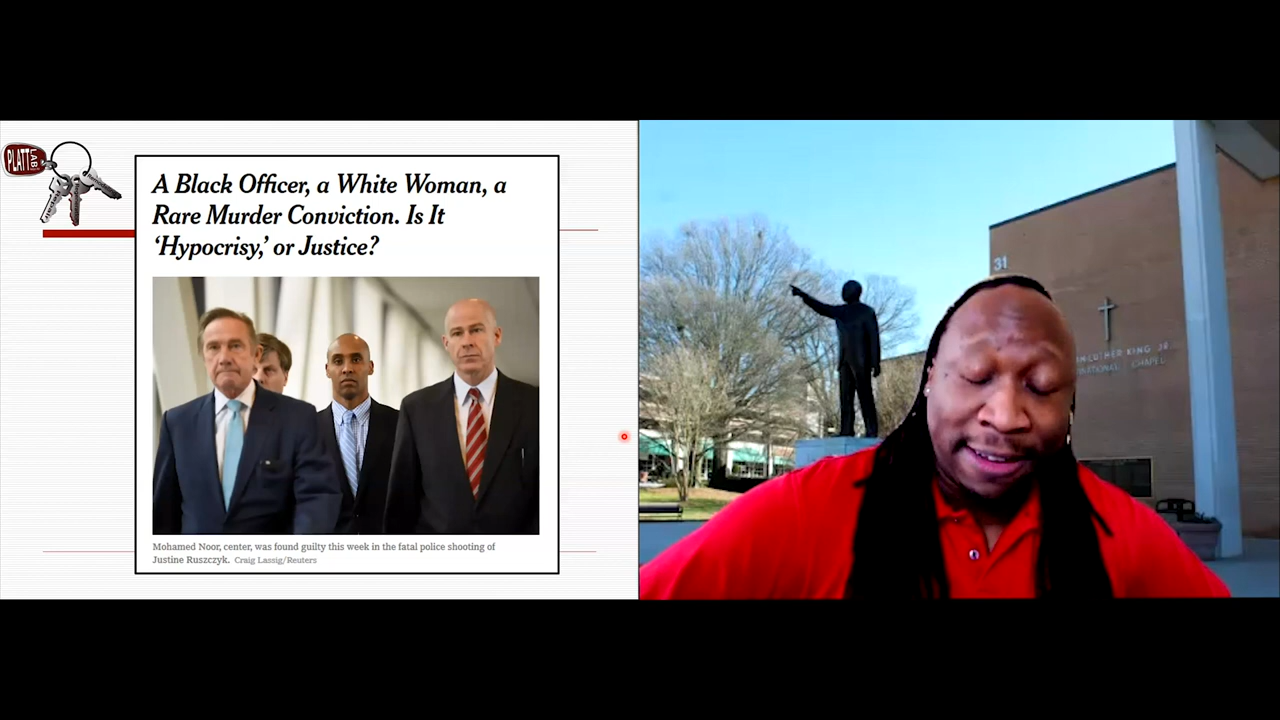 PLATT
LAB
A Black Officer, a White Woman, a
Rare Murder Conviction. Is It
‘Hypocrisy,’ or Justice?
Mohamed Noor, center, was found guilty this week in the fatal police shooting of
Justine Ruszczyk. Craig Lassig/Reuters
31
LUTHER KING JR.
CHAPEL